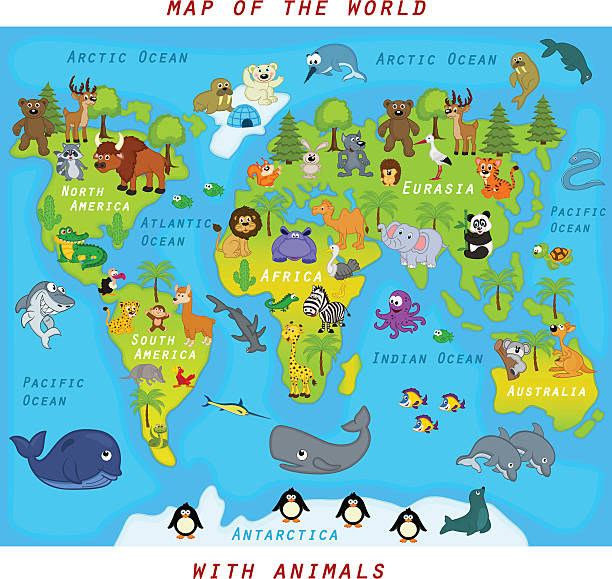 MAP OF THE WORLD
ARCTIC OCEAN
ARCTIC OCEAN
NORTH
AMERICA
EURASIA
ATLANTIC
OCEAN
PACIFIC
OCEAN
AFRICA
SOUTH
AMERICA
INDIAN OCEAN
PACIFIC
OCEAN
AUSTRALIA
ANTARCTICA
WITH ANIMALS